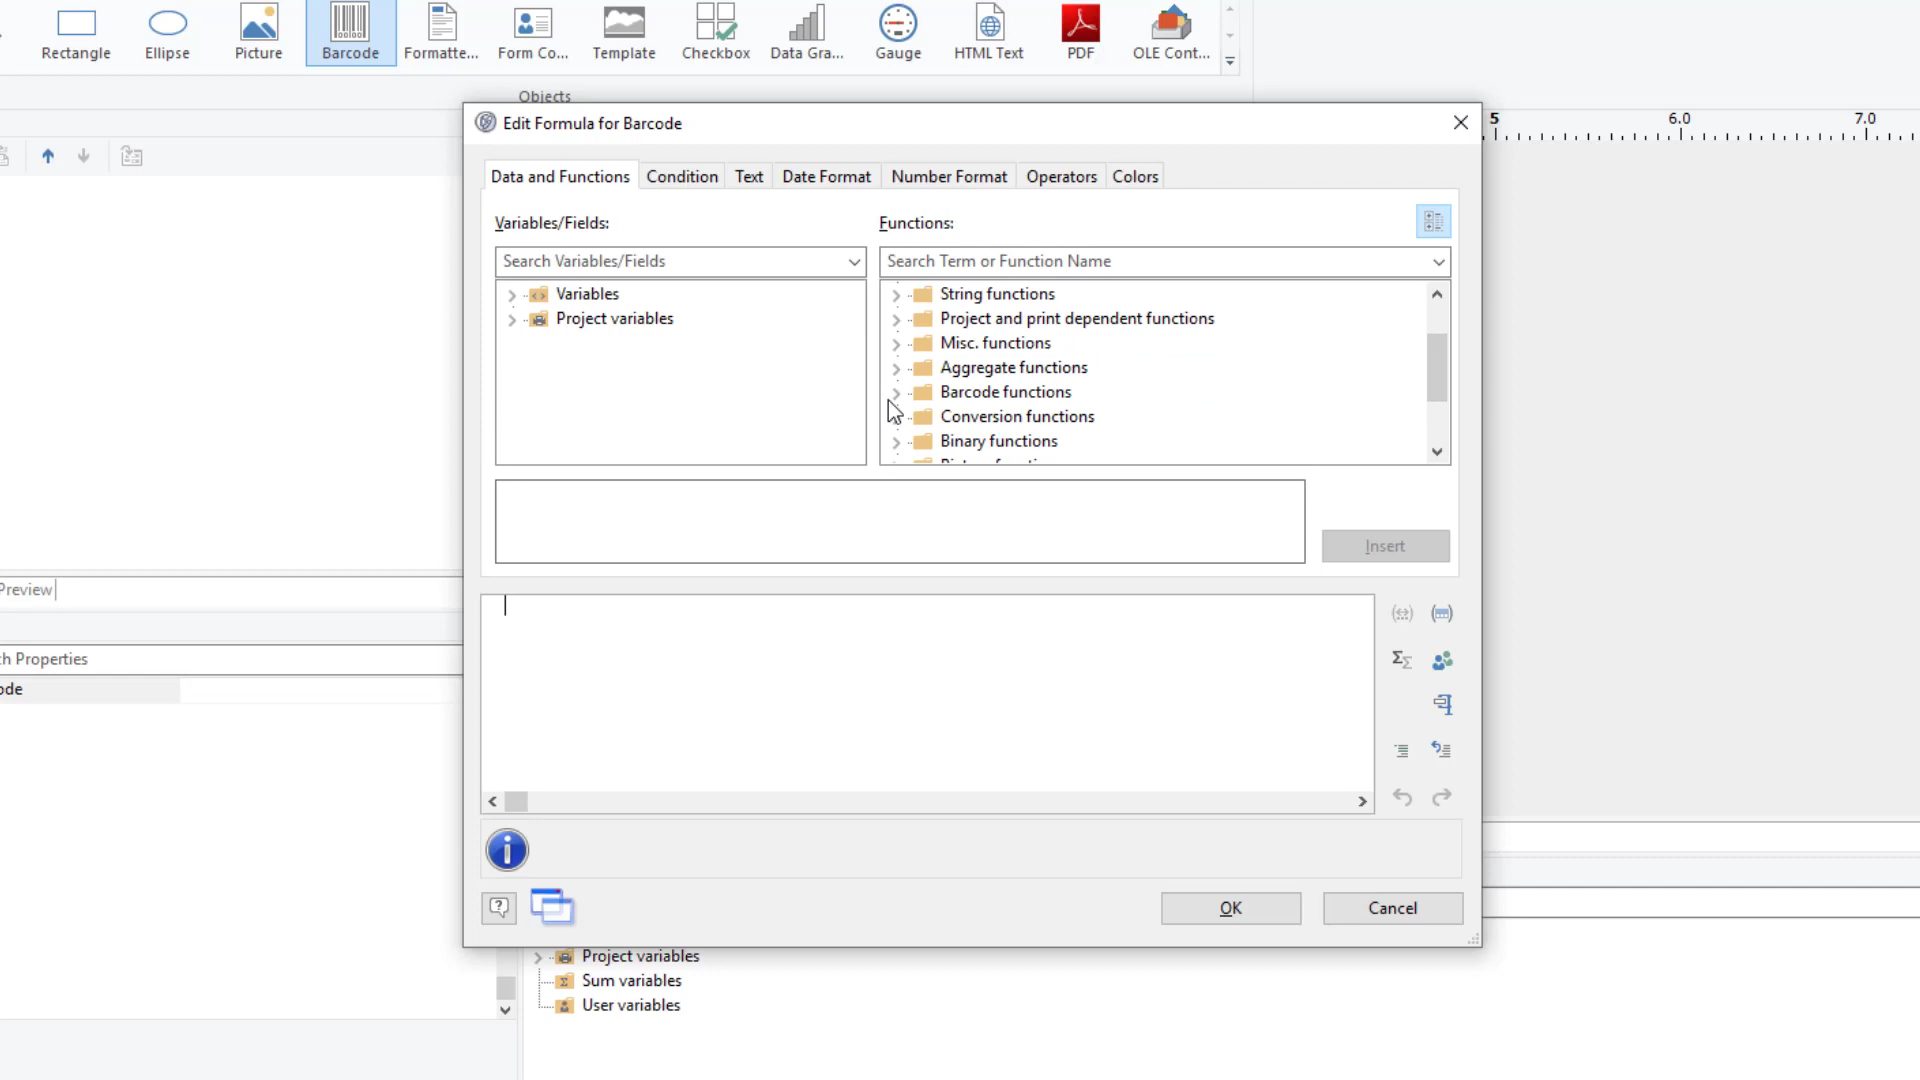 Rectangle
Ellipse
Picture
Barcode
Formatte...
Form Co...
Template
Checkbox
Data Gra...
Gauge
HTML Text
PDF
OLE Cont...
Objects
Edit Formula for Barcode
5
6.0
7.0
Data and Functions
Condition
Text
Date Format
Number Format
Operators
Colors
Variables/Fields:
Functions:
Search Variables/Fields
Search Term or Function Name
Variables
Project variables
String functions
Project and print dependent functions
Misc. functions
Aggregate functions
Barcode functions
Conversion functions
Binary functions
Insert
Preview
h Properties
ode
OK
Cancel
Project variables
Sum variables
User variables